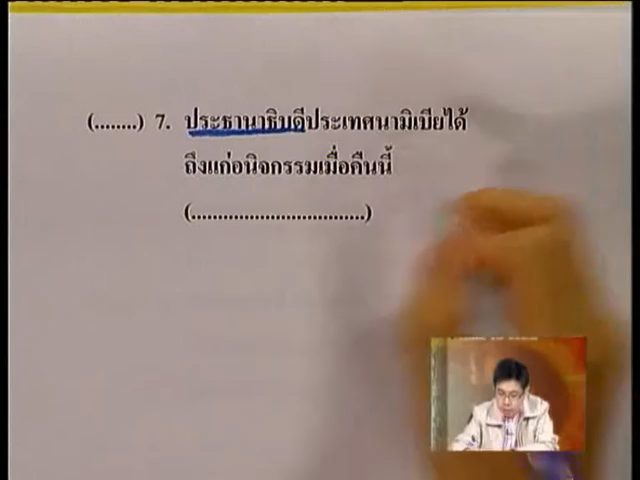 (........) 7. ประธานาธิบดีประเทศนามิเบียได้
ถึงแก่อนิจกรรมเมื่อคืนนี้
(.................................)